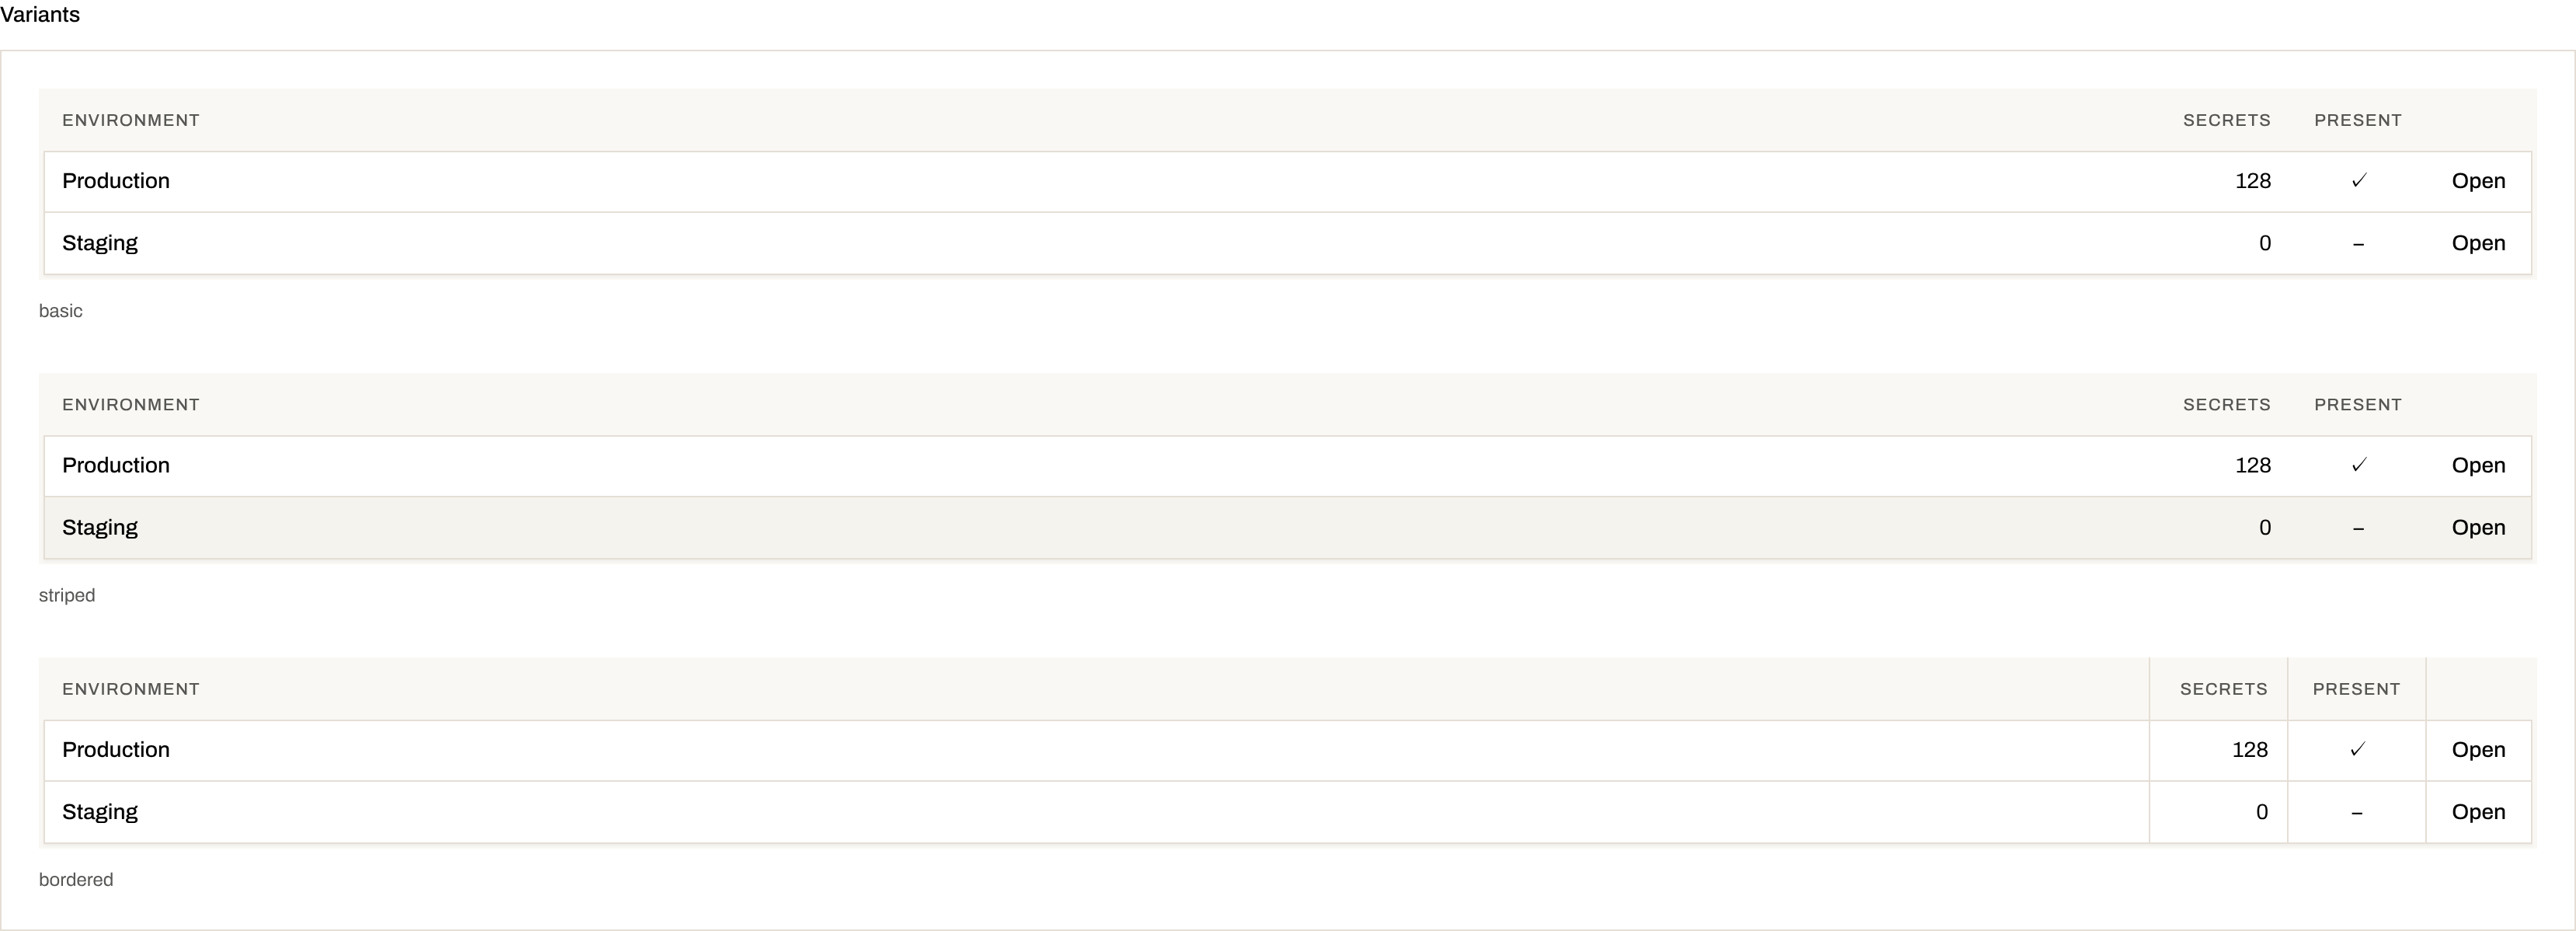 Variants
ENVIRONMENT SECRETS PRESENT
Production 128 ✓ Open
Staging 0 – Open
basic
ENVIRONMENT SECRETS PRESENT
Production 128 ✓ Open
Staging 0 – Open
striped
ENVIRONMENT SECRETS PRESENT
Production 128 ✓ Open
Staging 0 – Open
bordered